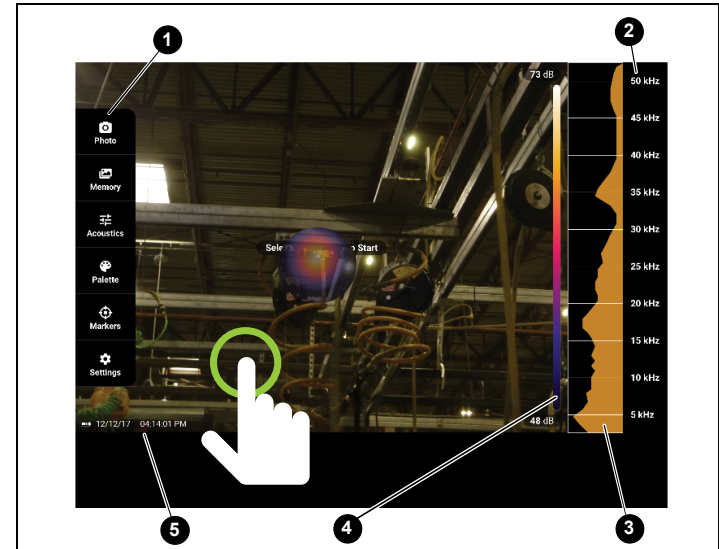 1
2
73 dB
50 kHz
45 kHz
40 kHz
35 kHz
30 kHz
25 kHz
20 kHz
15 kHz
10 kHz
5 kHz
Photo
Memory
Acoustics
Palette
Markers
Settings
o Start
48 dB
12/12/17 04:14:01 PM
5
4
3